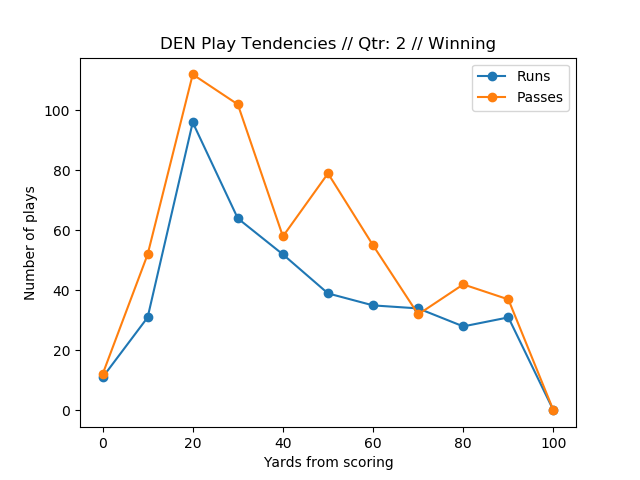 DEN Play Tendencies // Qtr: 2 // Winning
Runs
Passes
Number of plays
100
80
60
40
20
0
0 20 40 60 80 100
Yards from scoring